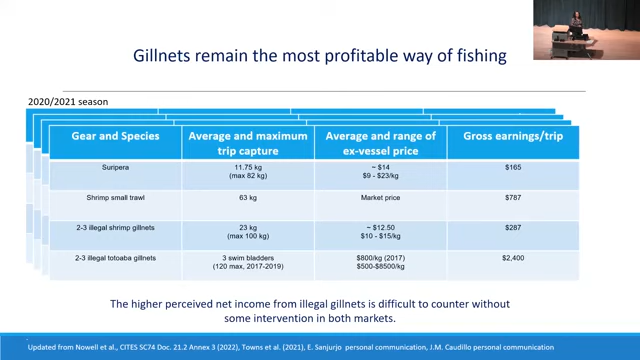 Gillnets remain the most profitable way of fishing
2020/2021 season
Gear and Species
Average and maximum trip capture
Average and range of ex-vessel price
Gross earnings/trip
Suripera
11.75 kg
(max 82 kg)
~ $14
$9 - $23/kg
$165
Shrimp small trawl
63 kg
Market price
$787
2-3 illegal shrimp gillnets
23 kg
(max 100 kg)
~ $12.50
$10 - $15/kg
$287
2-3 illegal totoaba gillnets
3 swim bladders
(120 max, 2017-2019)
$800/kg (2017)
$500-$8500/kg
$2,400
The higher perceived net income from illegal gillnets is difficult to counter without
some intervention in both markets.
Updated from Nowell et al., CITES SC74 Doc. 21.2 Annex 3 (2022), Towns et al. (2021), E. Sanjurjo personal communication, J.M. Caudillo personal communication